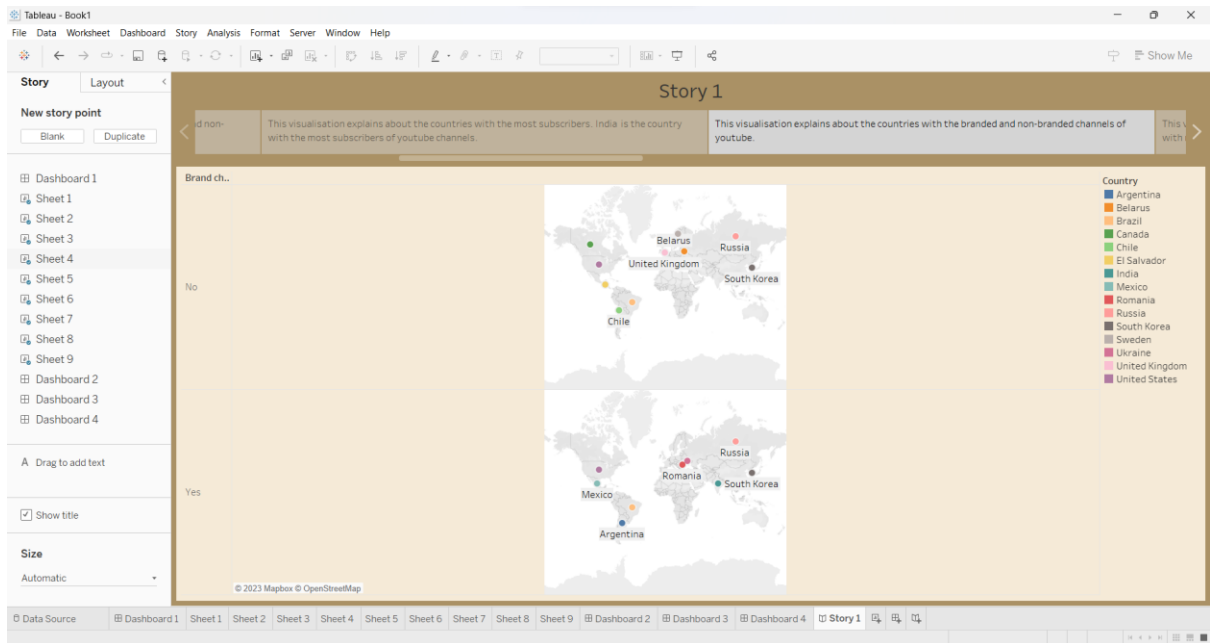 Tableau - Book1
File Data Worksheet Dashboard Story Analysis Format Server Window Help
Show Me
Story Layout
New story point
Blank Duplicate
Dashboard 1
Sheet 1
Sheet 2
Sheet 3
Sheet 4
Sheet 5
Sheet 6
Sheet 7
Sheet 8
Sheet 9
Dashboard 2
Dashboard 3
Dashboard 4
A Drag to add text
Show title
Size
Automatic
Story 1
d non-
This visualisation explains about the countries with the most subscribers. India is the country
with the most subscribers of youtube channels.
This visualisation explains about the countries with the branded and non-branded channels of
youtube.
This
with
Brand ch..
No
Belarus
Russia
United Kingdom
South Korea
Chile
Yes
Russia
Romania
South Korea
Mexico
Argentina
© 2023 Mapbox © OpenStreetMap
Country
Argentina
Belarus
Brazil
Canada
Chile
El Salvador
India
Mexico
Romania
Russia
South Korea
Sweden
Ukraine
United Kingdom
United States
Data Source Dashboard 1 Sheet 1 Sheet 2 Sheet 3 Sheet 4 Sheet 5 Sheet 6 Sheet 7 Sheet 8 Sheet 9 Dashboard 2 Dashboard 3 Dashboard 4 Story 1